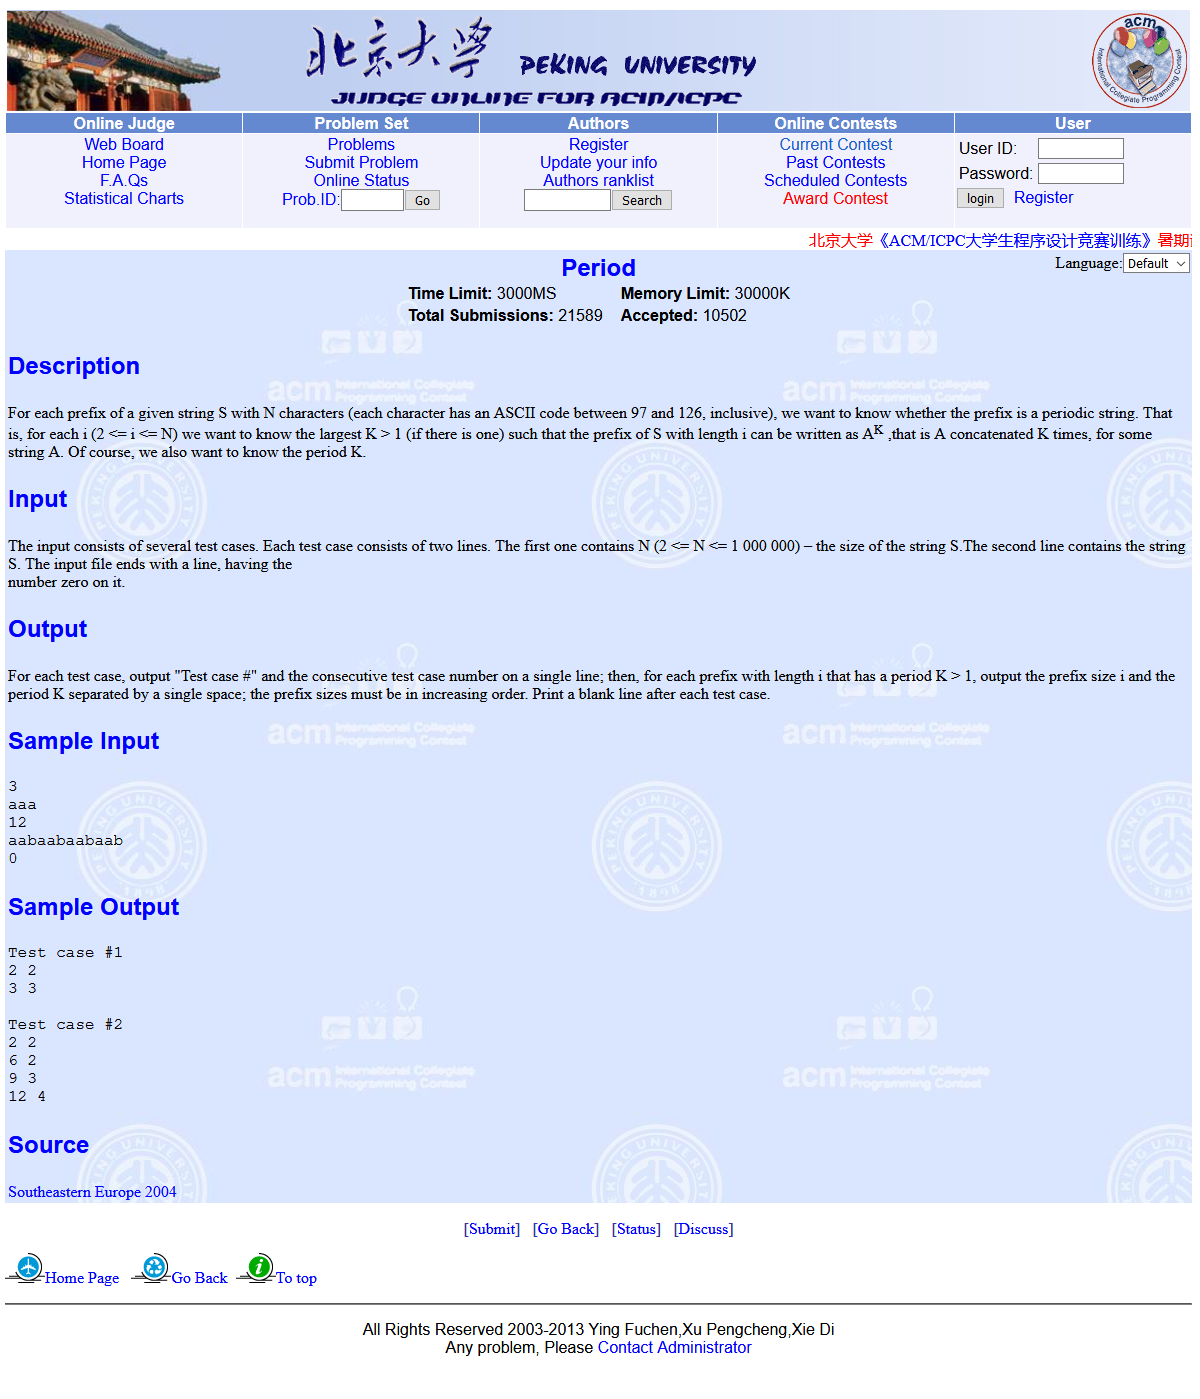 北京大学 PEKING UNIVERSITY
JUDGE ONLINE FOR ACM/ICPC
acm International Collegiate Programming Contest
Online Judge Problem Set Authors Online Contests User
Web Board Problems Register Current Contest User ID:
Home Page Submit Problem Update your info Past Contests Password:
F.A.Qs Online Status Authors ranklist Scheduled Contests
Statistical Charts Prob.ID: Go Search Award Contest login Register
北京大学《ACM/ICPC大学生程序设计竞赛训练》暑期
Language: Default
Period
Time Limit: 3000MS Memory Limit: 30000K
Total Submissions: 21589 Accepted: 10502
Description
For each prefix of a given string S with N characters (each character has an ASCII code between 97 and 126, inclusive), we want to know whether the prefix is a periodic string. That
is, for each i (2 <= i <= N) we want to know the largest K > 1 (if there is one) such that the prefix of S with length i can be written as A^K ,that is A concatenated K times, for some
string A. Of course, we also want to know the period K.
Input
The input consists of several test cases. Each test case consists of two lines. The first one contains N (2 <= N <= 1 000 000) – the size of the string S.The second line contains the string
S. The input file ends with a line, having the
number zero on it.
Output
For each test case, output "Test case #" and the consecutive test case number on a single line; then, for each prefix with length i that has a period K > 1, output the prefix size i and the
period K separated by a single space; the prefix sizes must be in increasing order. Print a blank line after each test case.
Sample Input
3
aaa
12
aabaabaabaab
0
Sample Output
Test case #1
2 2
3 3
Test case #2
2 2
6 2
9 3
12 4
Source
Southeastern Europe 2004
[Submit] [Go Back] [Status] [Discuss]
Home Page Go Back To top
All Rights Reserved 2003-2013 Ying Fuchen,Xu Pengcheng,Xie Di
Any problem, Please Contact Administrator